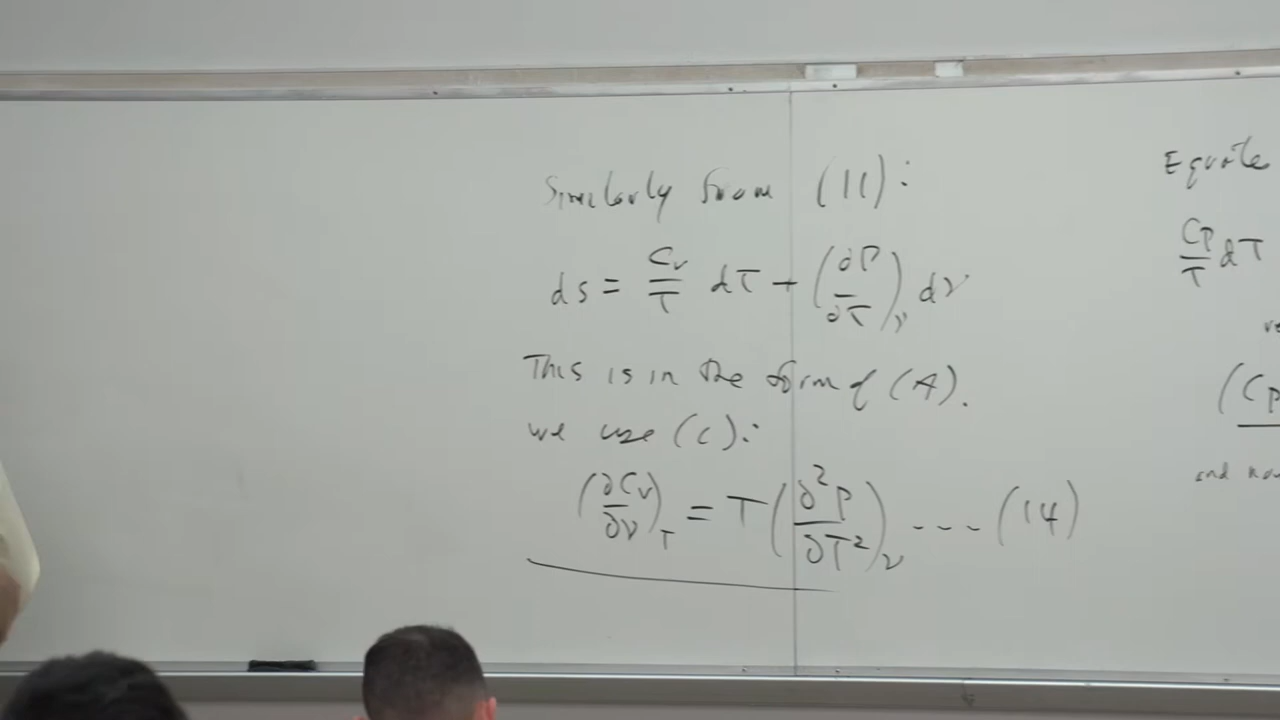 Similarly from (11):
ds = Cv/T dT + (∂P/∂T)v dv
This is in the form of (A).
we use (C):
(∂Cv/∂v)T = T(∂²P/∂T²)v --- (14)
Equate
Cp/T dT
(Cp
and